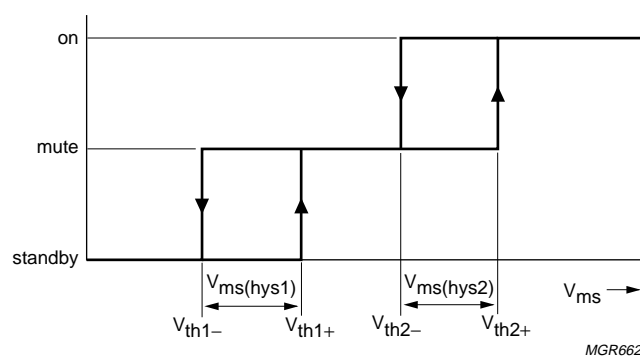 on
mute
standby
Vms(hys1)
Vms(hys2)
Vms
Vth1−
Vth1+
Vth2−
Vth2+
MGR662